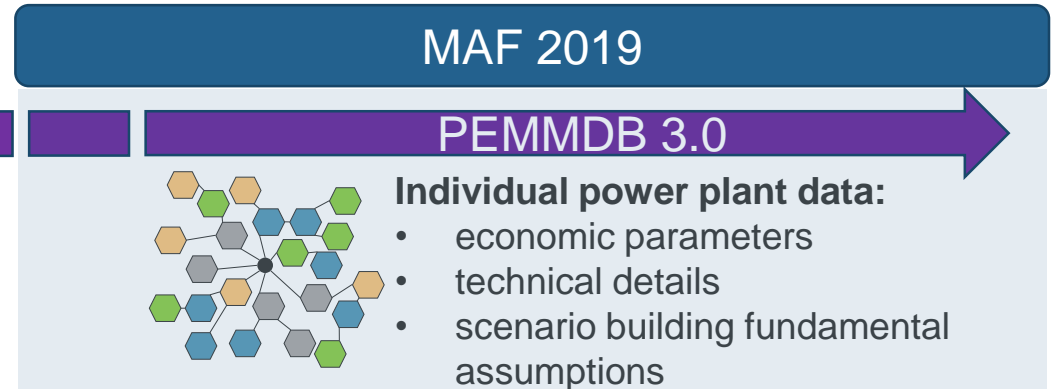 MAF 2019
PEMMDB 3.0
Individual power plant data:
• economic parameters
• technical details
• scenario building fundamental
assumptions